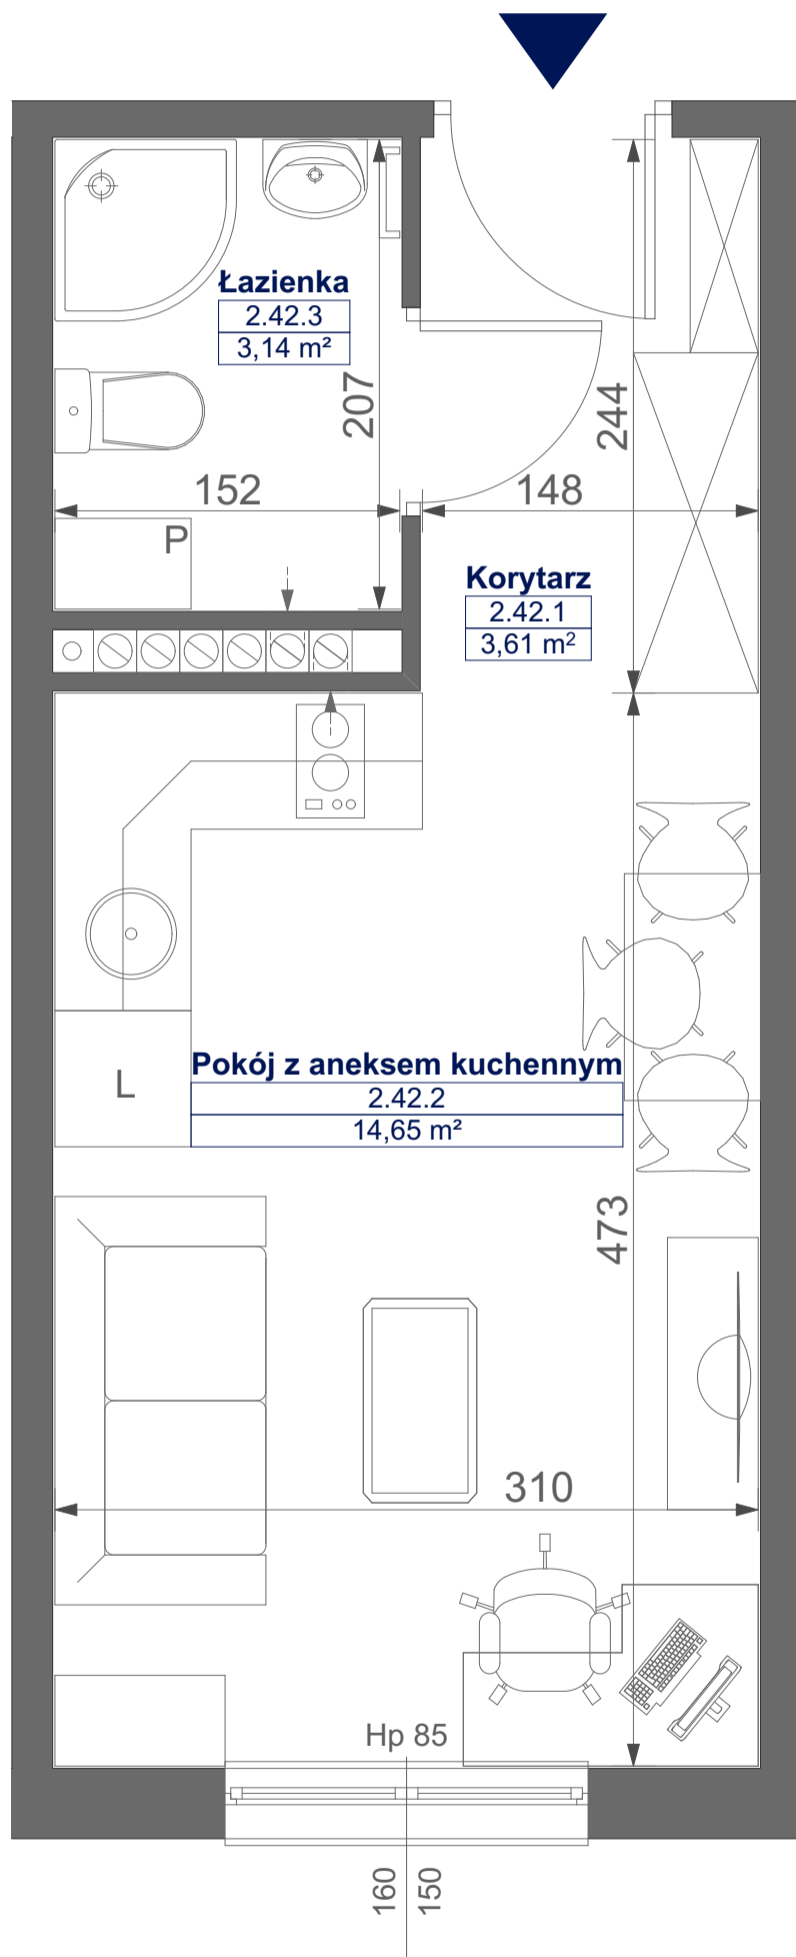 Łazienka
2.42.3
3,14 m²
207
244
152
148
P
Korytarz
2.42.1
3,61 m²
Pokój z aneksem kuchennym
2.42.2
14,65 m²
L
473
310
Hp 85
160
150